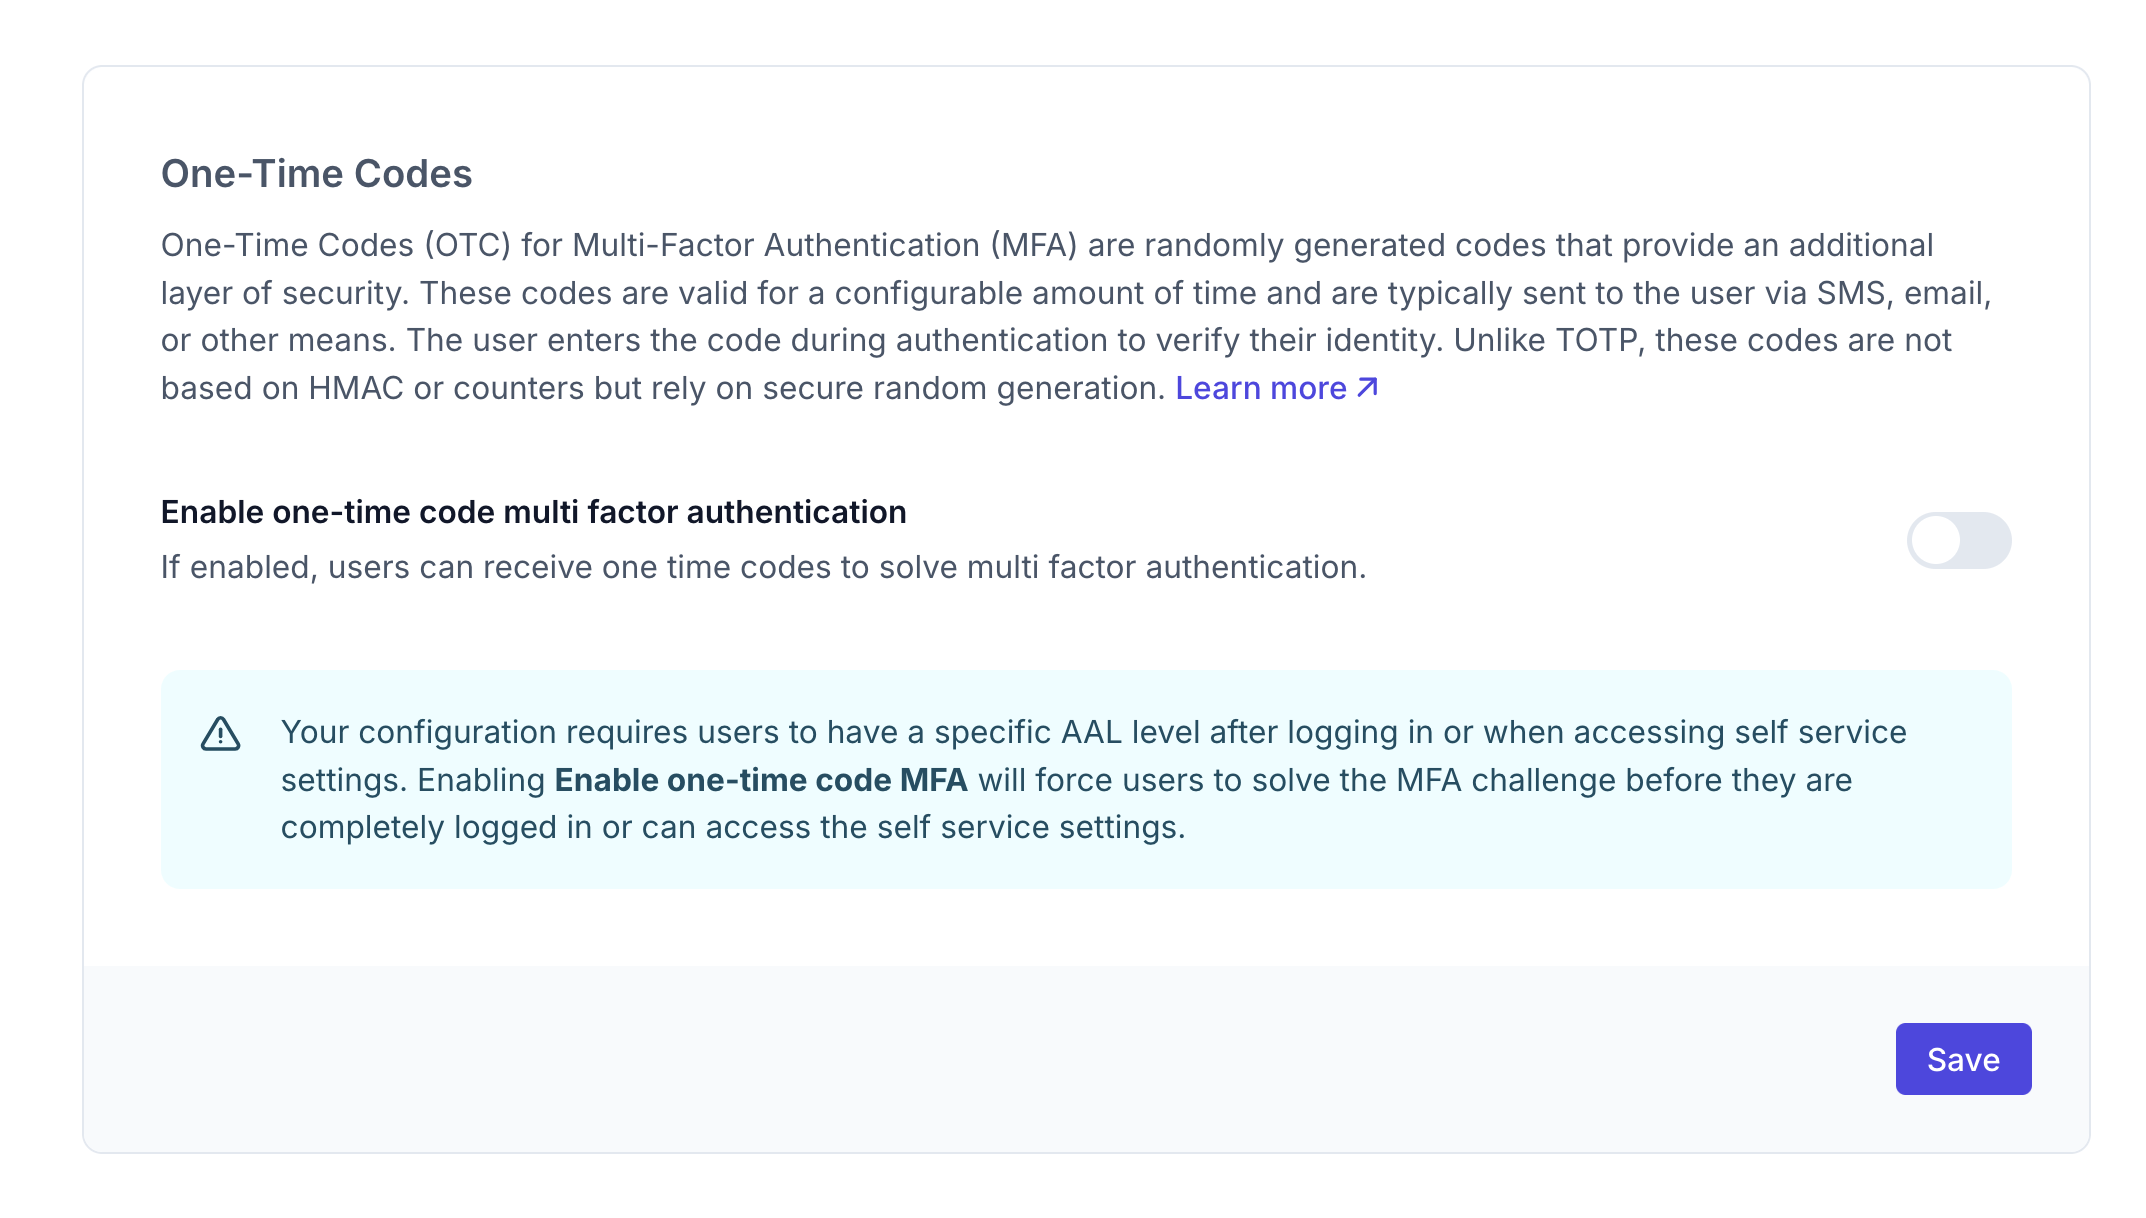 One-Time Codes
One-Time Codes (OTC) for Multi-Factor Authentication (MFA) are randomly generated codes that provide an additional
layer of security. These codes are valid for a configurable amount of time and are typically sent to the user via SMS, email,
or other means. The user enters the code during authentication to verify their identity. Unlike TOTP, these codes are not
based on HMAC or counters but rely on secure random generation. Learn more
Enable one-time code multi factor authentication
If enabled, users can receive one time codes to solve multi factor authentication.
Your configuration requires users to have a specific AAL level after logging in or when accessing self service
settings. Enabling Enable one-time code MFA will force users to solve the MFA challenge before they are
completely logged in or can access the self service settings.
Save